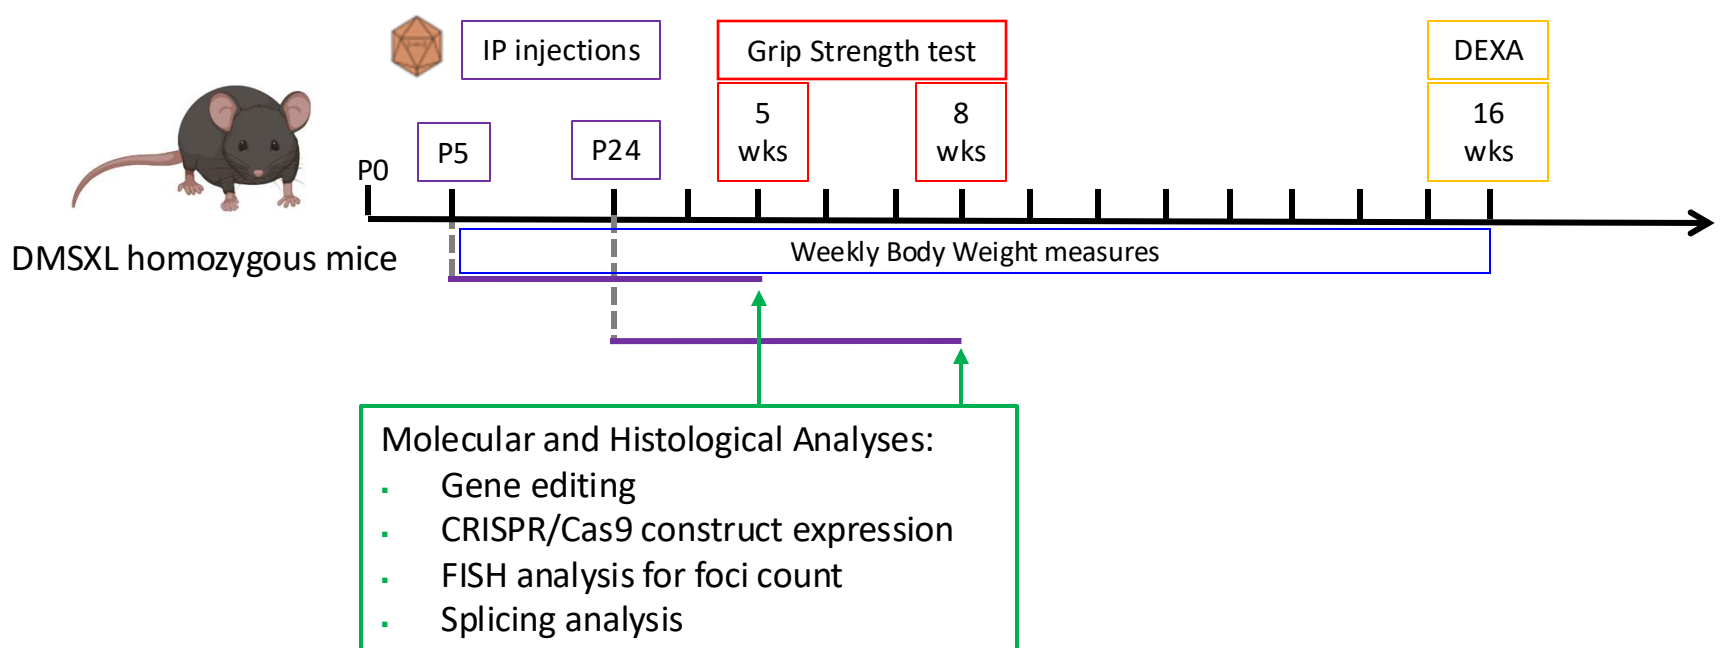 IP injections
Grip Strength test
DEXA
P0
P5
P24
5
wks
8
wks
16
wks
DMSXL homozygous mice
Weekly Body Weight measures
Molecular and Histological Analyses:
Gene editing
CRISPR/Cas9 construct expression
FISH analysis for foci count
Splicing analysis